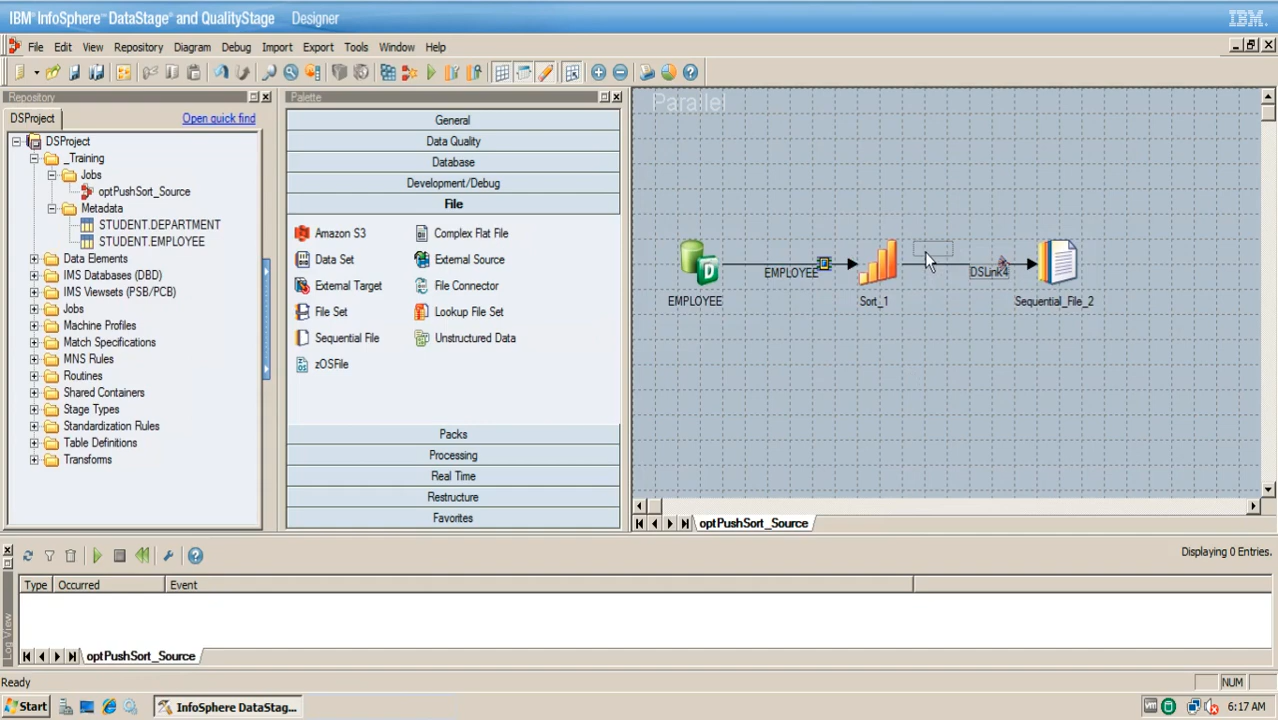 IBM® InfoSphere™ DataStage® and QualityStage Designer
IBM.
File Edit View Repository Diagram Debug Import Export Tools Window Help
Repository
DSProject
Open quick find
DSProject
_Training
Jobs
optPushSort_Source
Metadata
STUDENT.DEPARTMENT
STUDENT.EMPLOYEE
Data Elements
IMS Databases (DBD)
IMS Viewsets (PSB/PCB)
Jobs
Machine Profiles
Match Specifications
MNS Rules
Routines
Shared Containers
Stage Types
Standardization Rules
Table Definitions
Transforms
Palette
General
Data Quality
Database
Development/Debug
File
Amazon S3 Complex Flat File
Data Set External Source
External Target File Connector
File Set Lookup File Set
Sequential File Unstructured Data
zOSFile
Packs
Processing
Real Time
Restructure
Favorites
Parallel
EMPLOYEE DSLink4
EMPLOYEE Sort_1 Sequential_File_2
optPushSort_Source
Displaying 0 Entries.
Type Occurred Event
Log View
optPushSort_Source
Ready
NUM
Start
InfoSphere DataStag...
6:17 AM